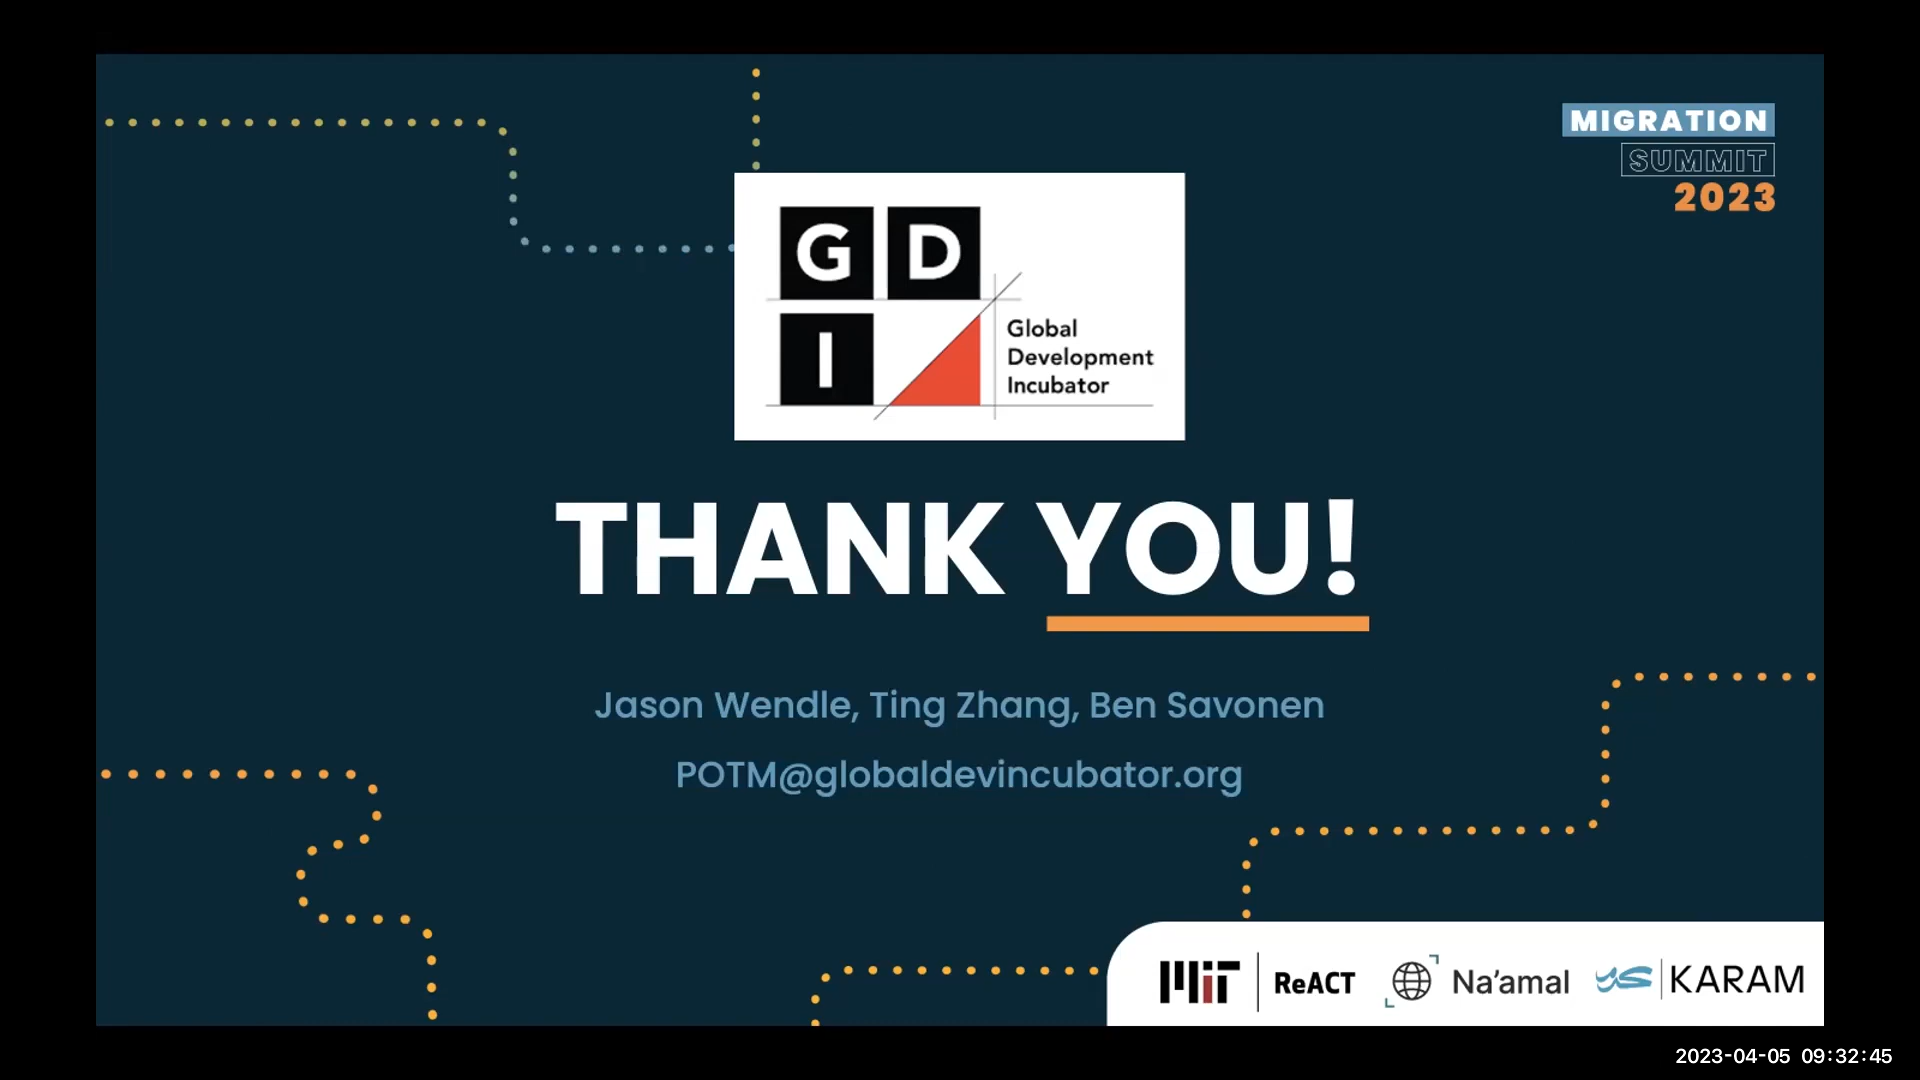 MIGRATION
SUMMIT
2023
G D
I
Global
Development
Incubator
THANK YOU!
Jason Wendle, Ting Zhang, Ben Savonen
POTM@globaldevincubator.org
MIT ReACT Na'amal KARAM
2023-04-05 09:32:45